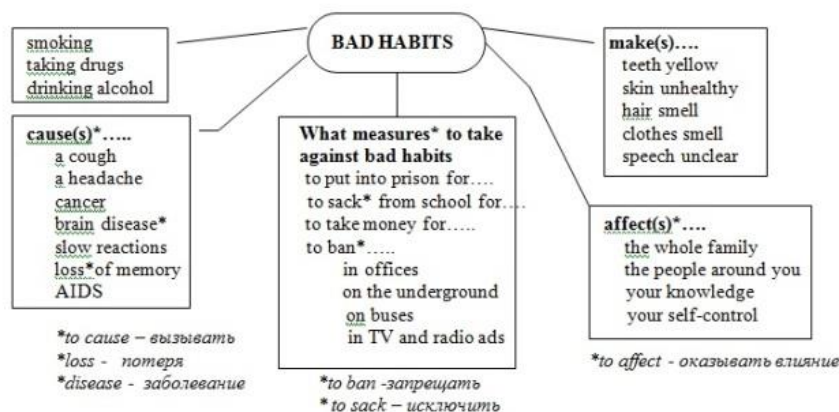 BAD HABITS
smoking
taking drugs
drinking alcohol
cause(s)*…..
a cough
a headache
cancer
brain disease*
slow reactions
loss*of memory
AIDS
*to cause – вызывать
*loss - потеря
*disease - заболевание
What measures* to take
against bad habits
to put into prison for….
to sack* from school for….
to take money for…..
to ban*…..
in offices
on the underground
on buses
in TV and radio ads
*to ban -запрещать
* to sack – исключить
make(s)….
teeth yellow
skin unhealthy
hair smell
clothes smell
speech unclear
affect(s)*….
the whole family
the people around you
your knowledge
your self-control
*to affect - оказывать влияние